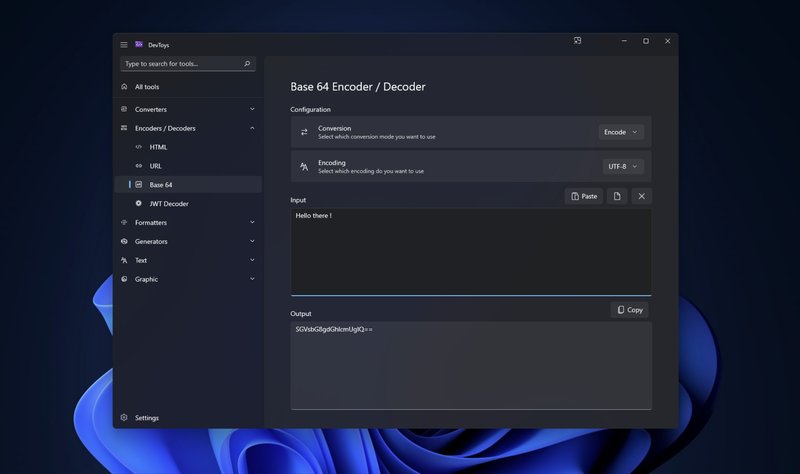 DevToys
Type to search for tools...
All tools
Converters
Encoders / Decoders
HTML
URL
Base 64
JWT Decoder
Formatters
Generators
Text
Graphic
Settings
Base 64 Encoder / Decoder
Configuration
Conversion
Select which conversion mode you want to use
Encode
Encoding
Select which encoding do you want to use
UTF-8
Input
Paste
Hello there !
Output
Copy
SGVsbG8gdGhlcmUgIQ==